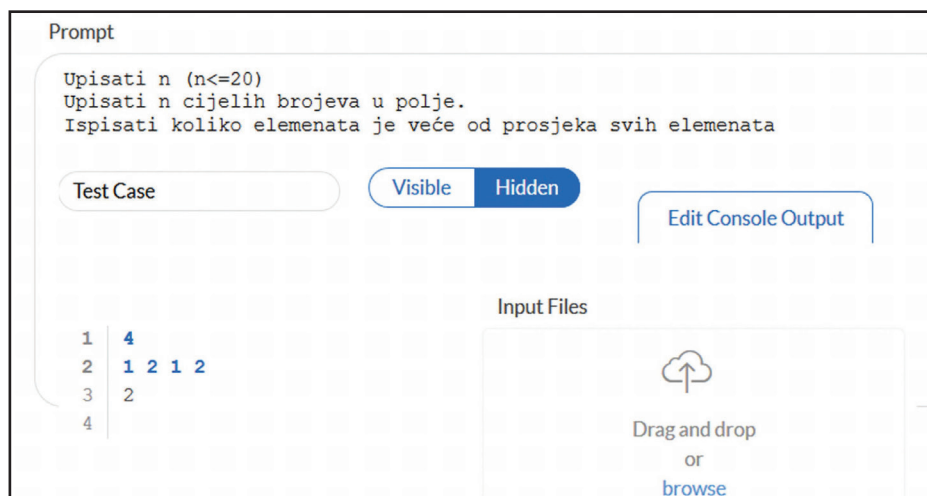 Prompt
Upisati n (n<=20)
Upisati n cijelih brojeva u polje.
Ispisati koliko elemenata je veće od prosjeka svih elemenata
Test Case
Visible
Hidden
Edit Console Output
Input Files
1 4
2 1 2 1 2
3 2
4
Drag and drop
or
browse